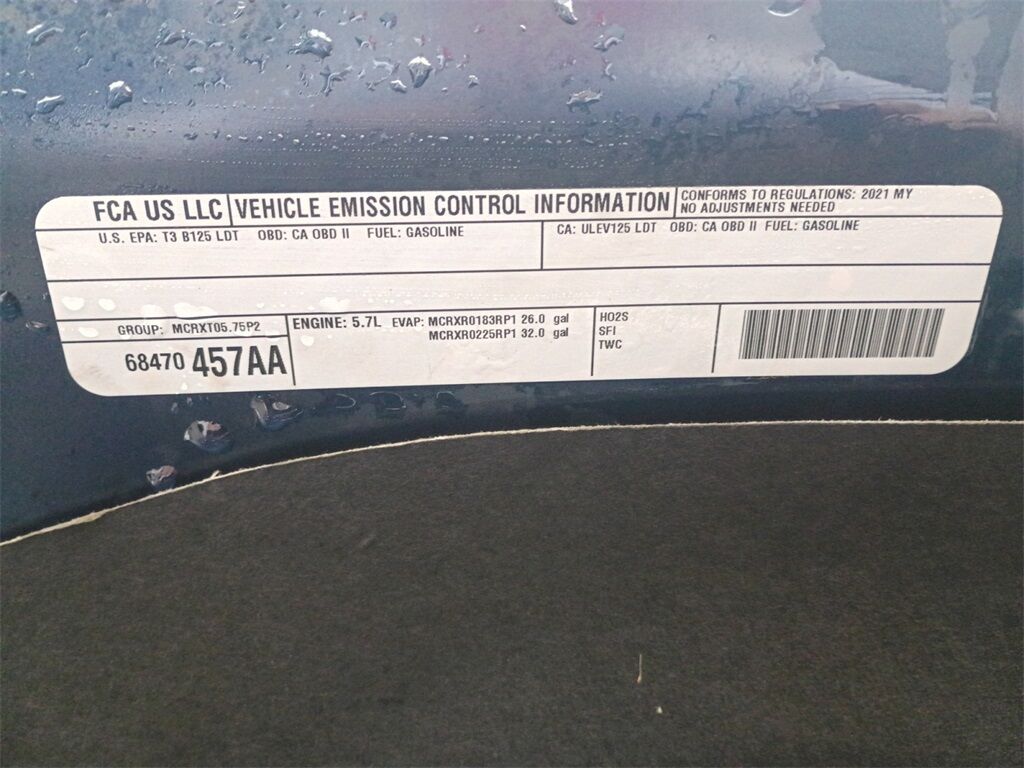 FCA US LLC VEHICLE EMISSION CONTROL INFORMATION
CONFORMS TO REGULATIONS: 2021 MY
NO ADJUSTMENTS NEEDED
U.S. EPA: T3 B125 LDT OBD: CA OBD II FUEL: GASOLINE
CA: ULEV125 LDT OBD: CA OBD II FUEL: GASOLINE
GROUP: MCRXT05.75P2
68470 457AA
ENGINE: 5.7L EVAP: MCRXR0183RP1 26.0 gal
MCRXR0225RP1 32.0 gal
HO2S
SFI
TWC